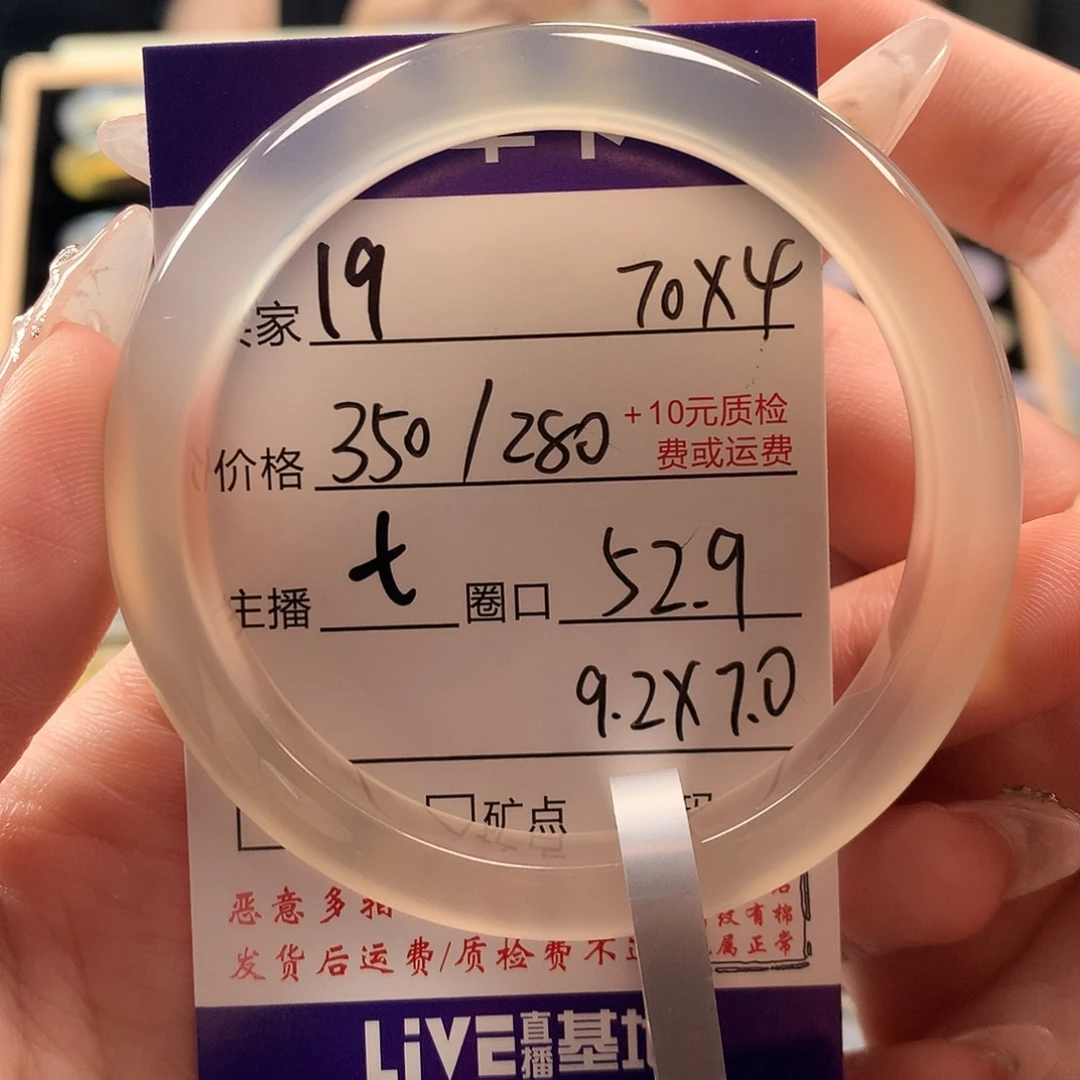 家 19 70X4
价格 350/280 +10元质检
费或运费
主播 t 圈口 52.9
9.2X7.0
矿点
恶意多拍
发货后运费/质检费不
纹有棉
属正常
LiVE直播基地